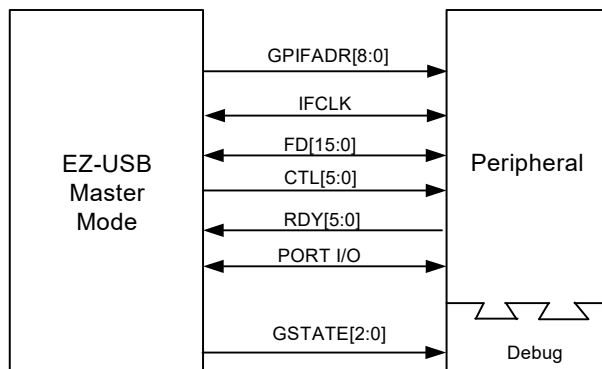 EZ-USB
Master
Mode
GPIFADR[8:0]
IFCLK
FD[15:0]
CTL[5:0]
RDY[5:0]
PORT I/O
GSTATE[2:0]
Peripheral
Debug